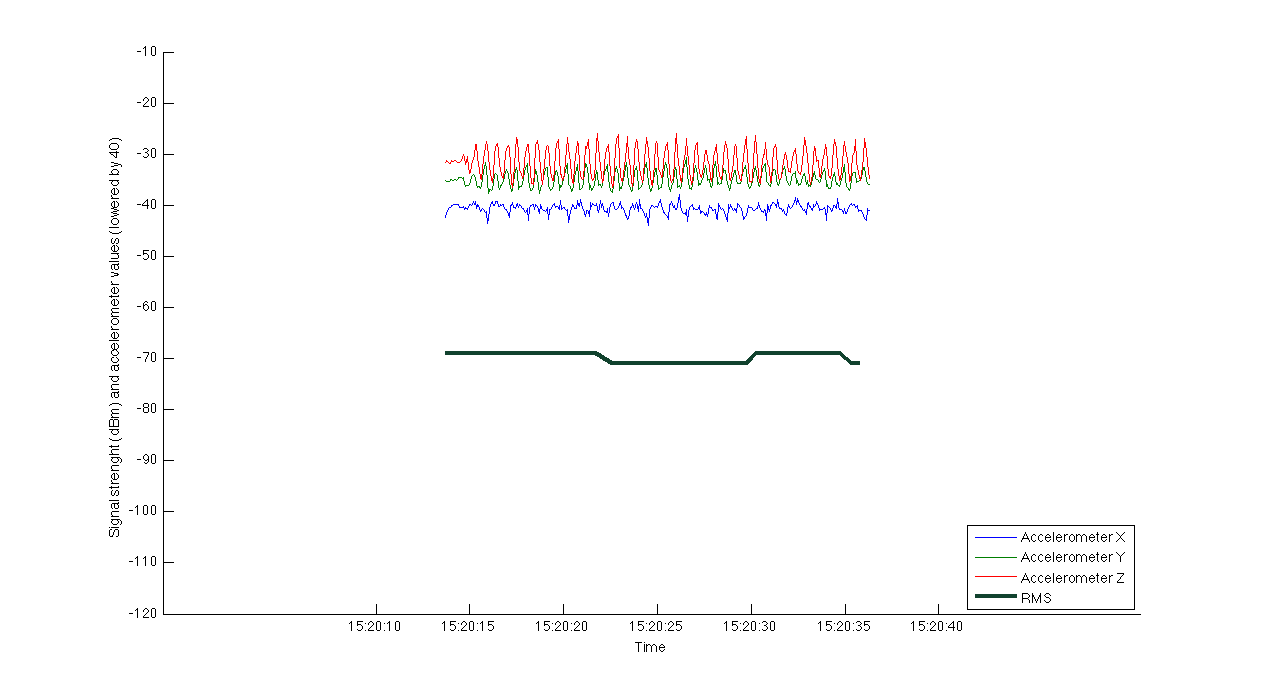 -10
-20
-30
-40
-50
-60
-70
-80
-90
-100
-110
-120
Signal strenght (dBm) and accelerometer values (lowered by 40)
15:20:10 15:20:15 15:20:20 15:20:25 15:20:30 15:20:35 15:20:40
Time
Accelerometer X
Accelerometer Y
Accelerometer Z
RMS